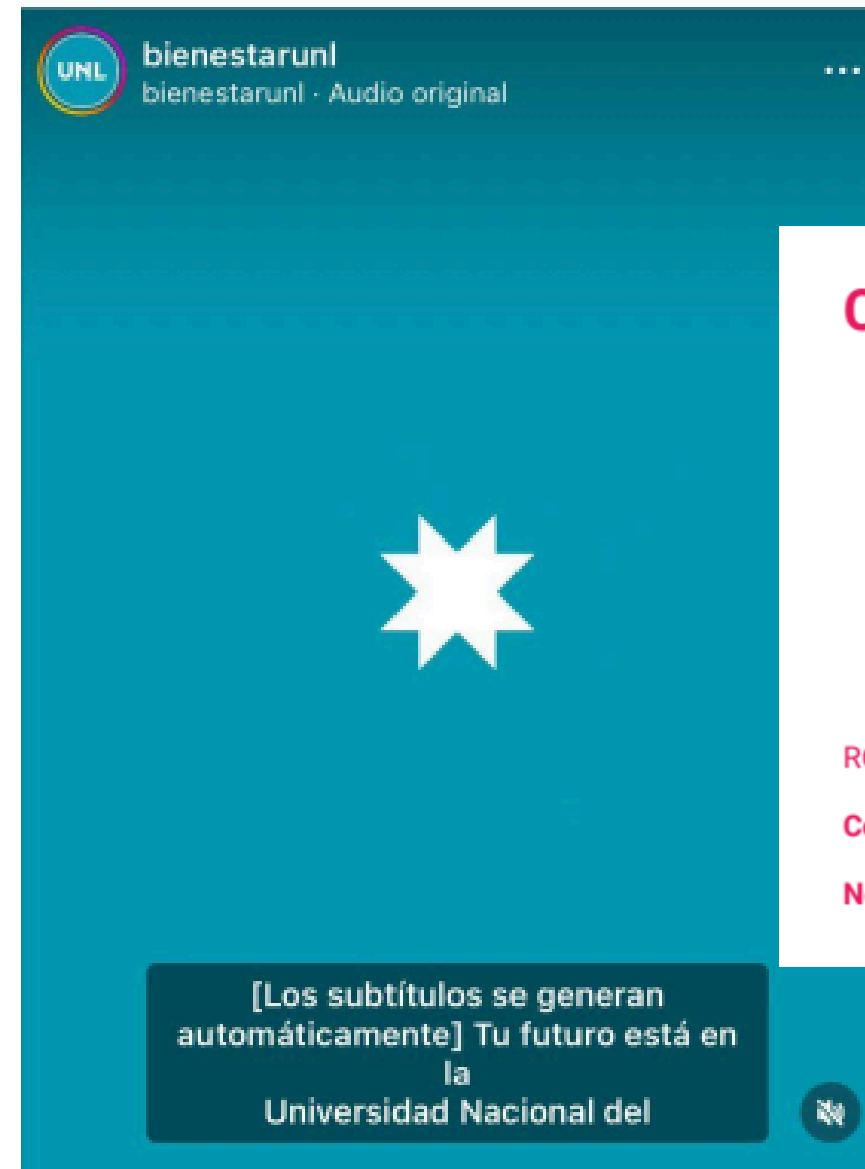 UNL
bienestarunl
bienestarunl · Audio original
[Los subtítulos se generan
automáticamente] Tu futuro está en
la
Universidad Nacional del